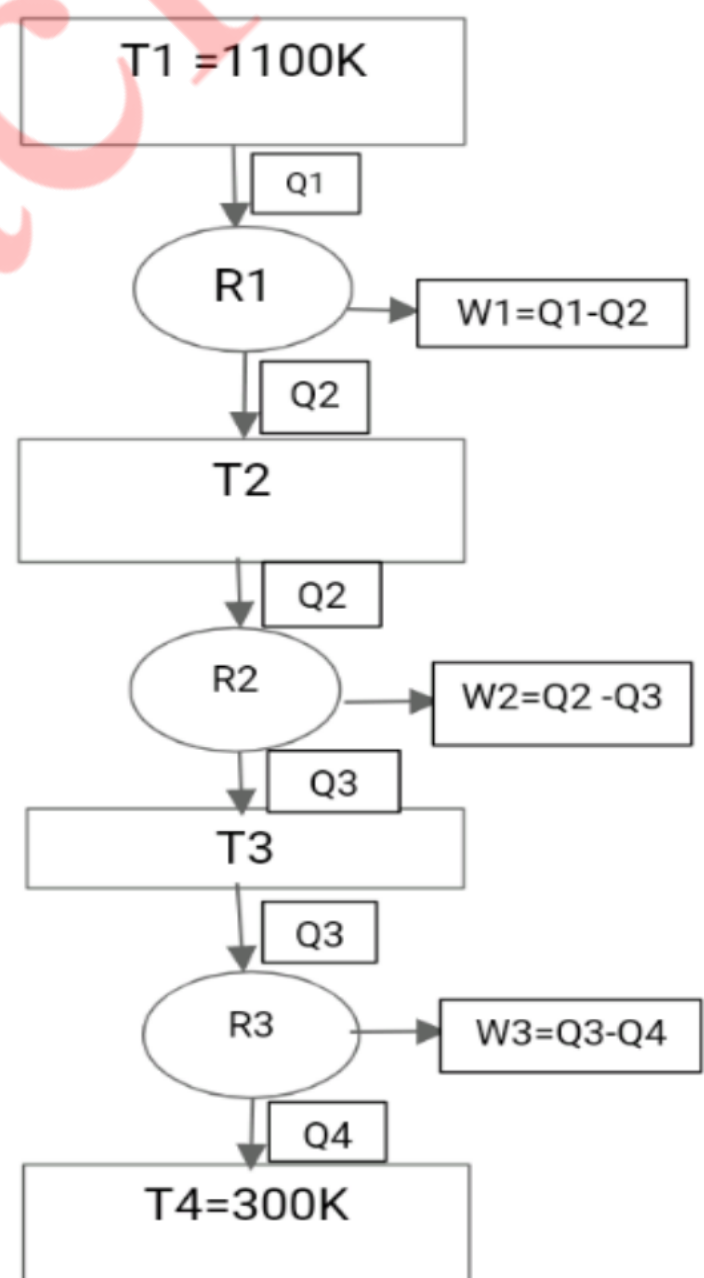 T1 =1100K
Q1
R1
W1=Q1-Q2
Q2
T2
Q2
R2
W2=Q2 -Q3
Q3
T3
Q3
R3
W3=Q3-Q4
Q4
T4=300K